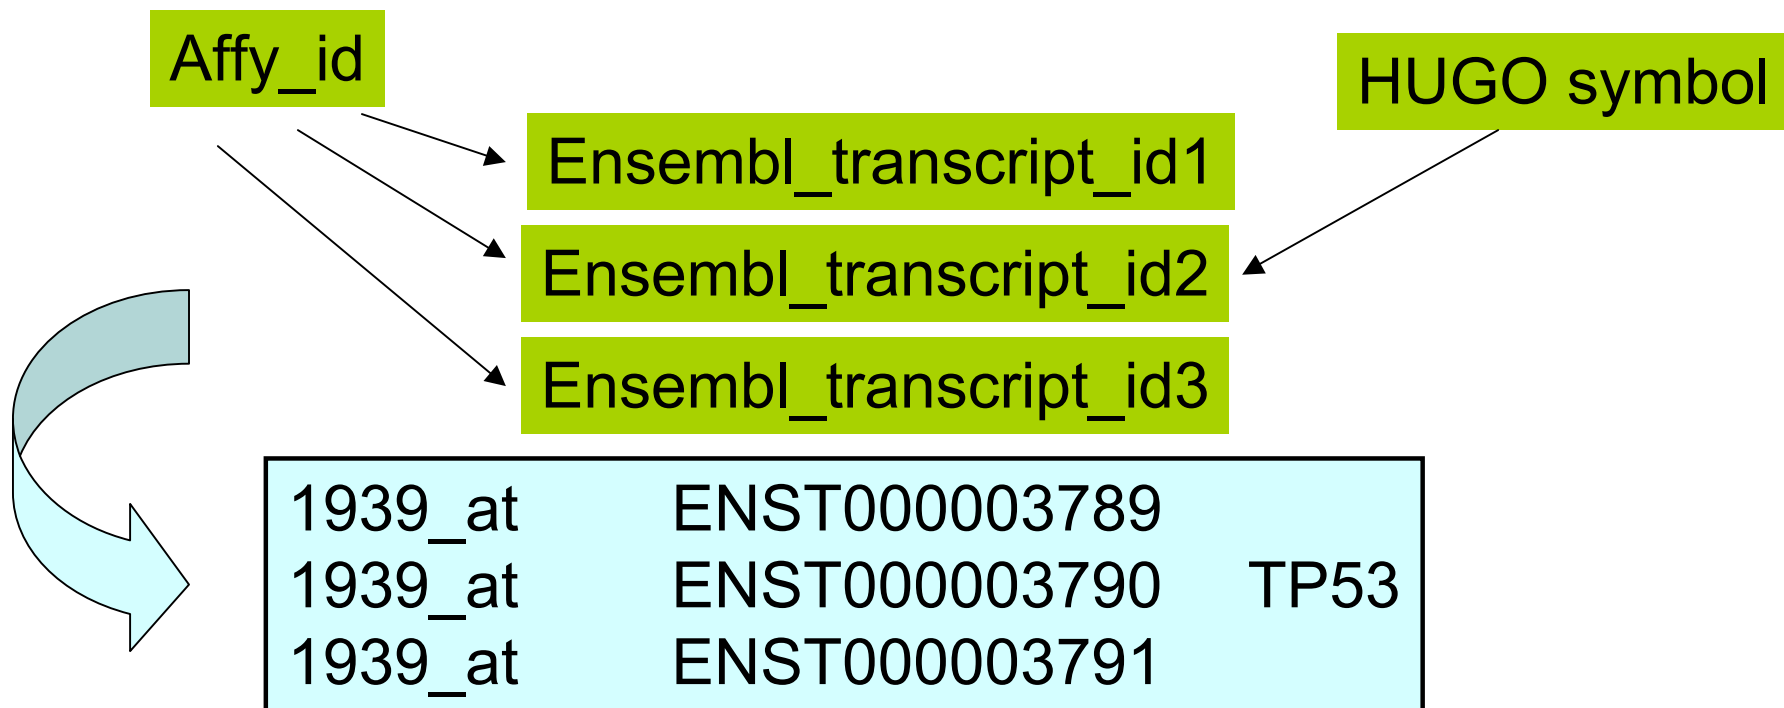 Affy_id
HUGO symbol
Ensembl_transcript_id1
Ensembl_transcript_id2
Ensembl_transcript_id3
1939_at ENST000003789
1939_at ENST000003790 TP53
1939_at ENST000003791